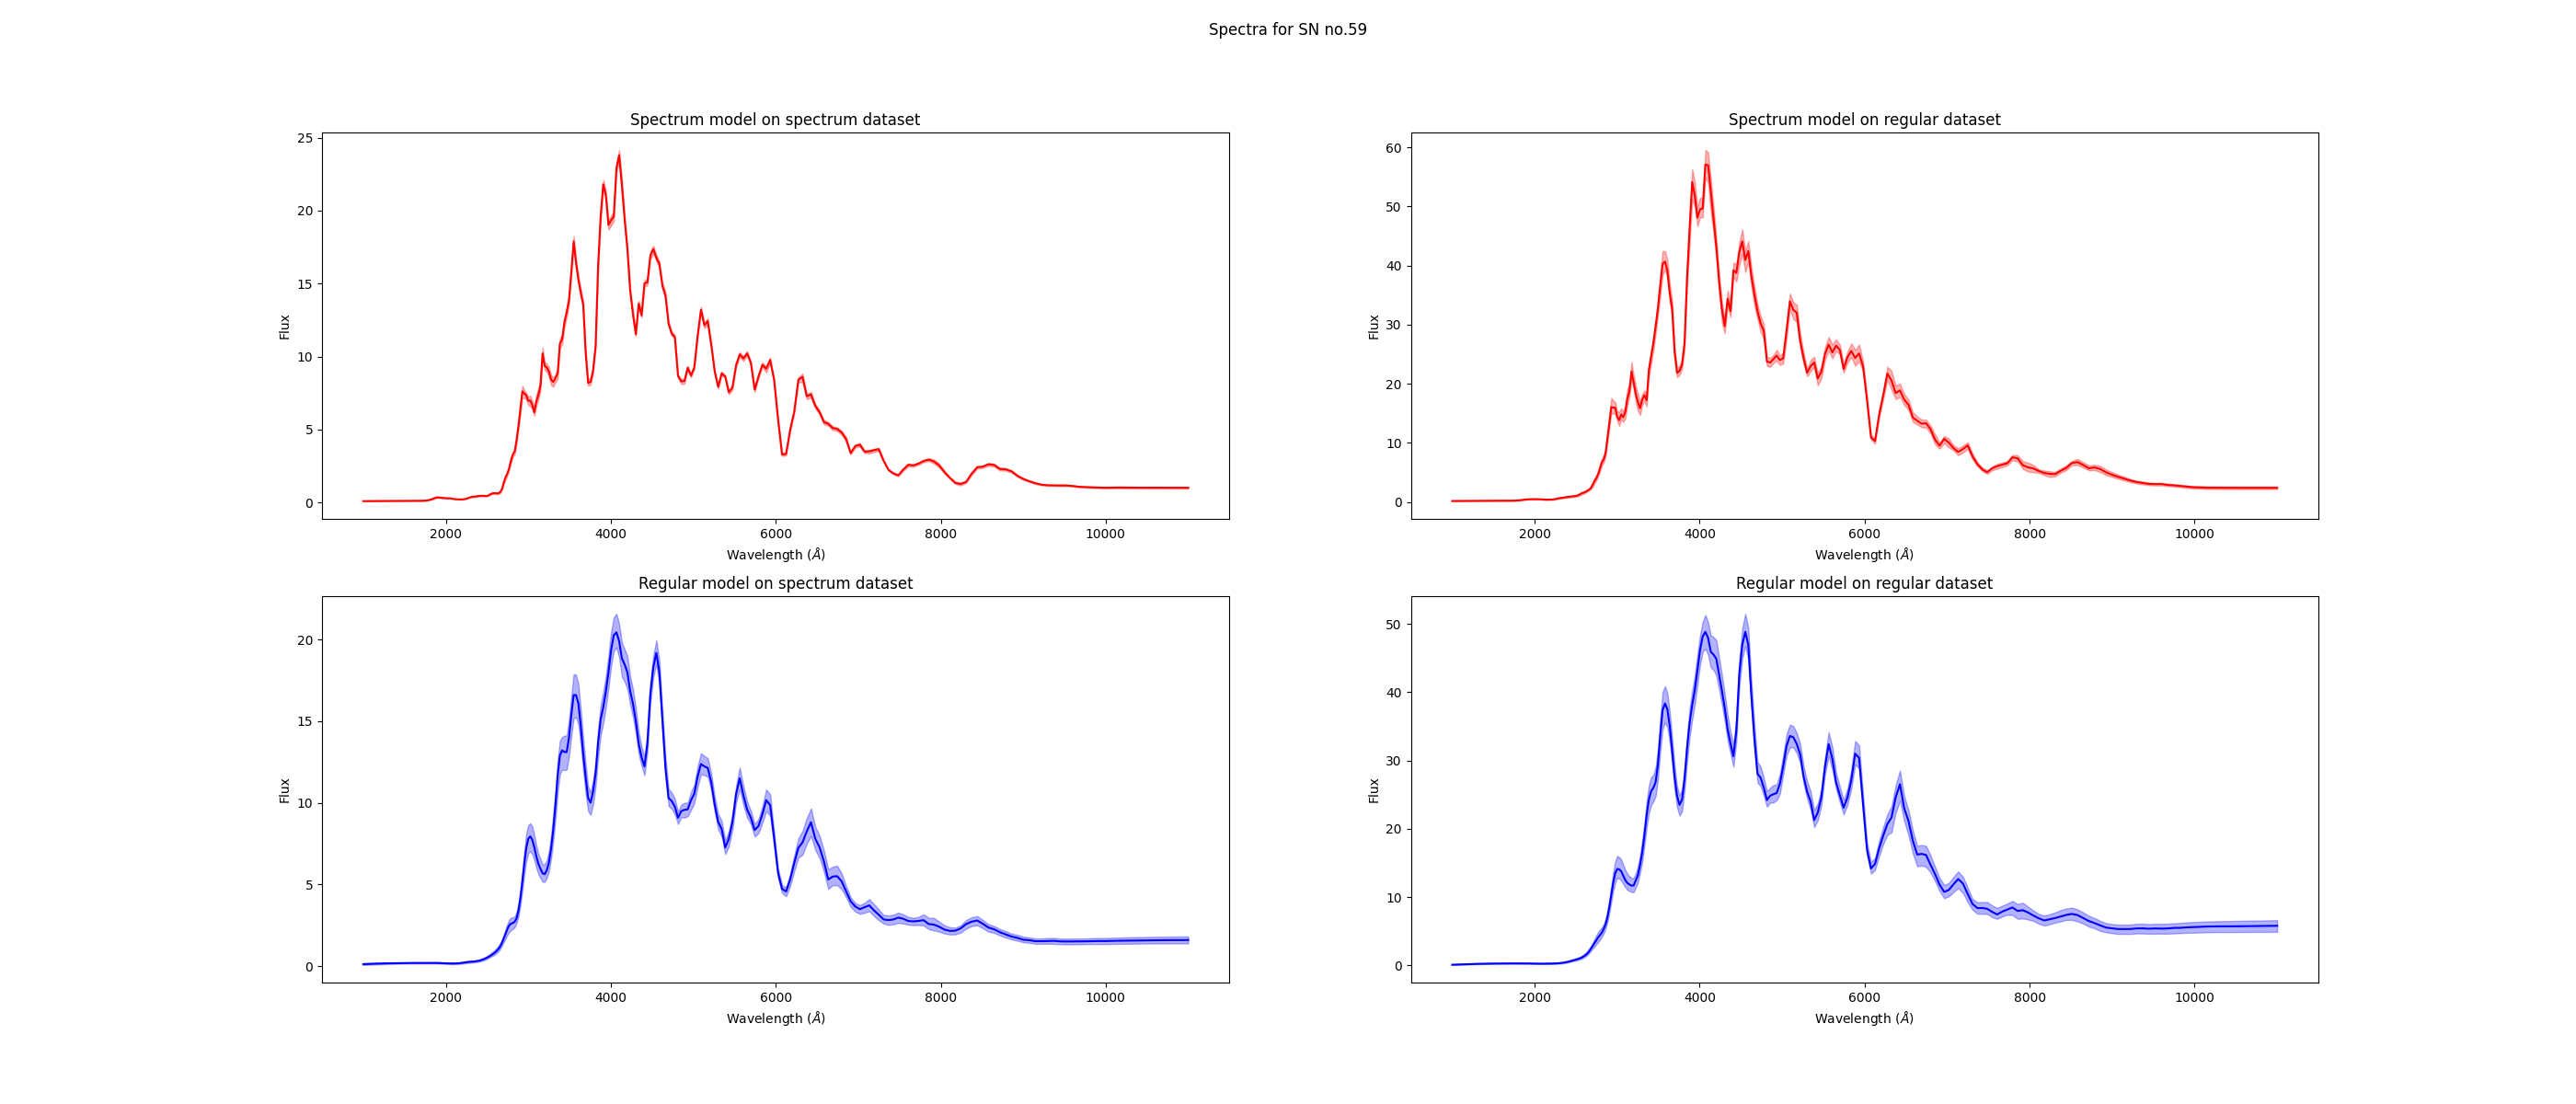 Spectra for SN no.59
Spectrum model on spectrum dataset
25
20
15
10
5
0
Flux
2000 4000 6000 8000 10000
Wavelength (Å)
Spectrum model on regular dataset
60
50
40
30
20
10
0
Flux
2000 4000 6000 8000 10000
Wavelength (Å)
Regular model on spectrum dataset
20
15
10
5
0
Flux
2000 4000 6000 8000 10000
Wavelength (Å)
Regular model on regular dataset
50
40
30
20
10
0
Flux
2000 4000 6000 8000 10000
Wavelength (Å)